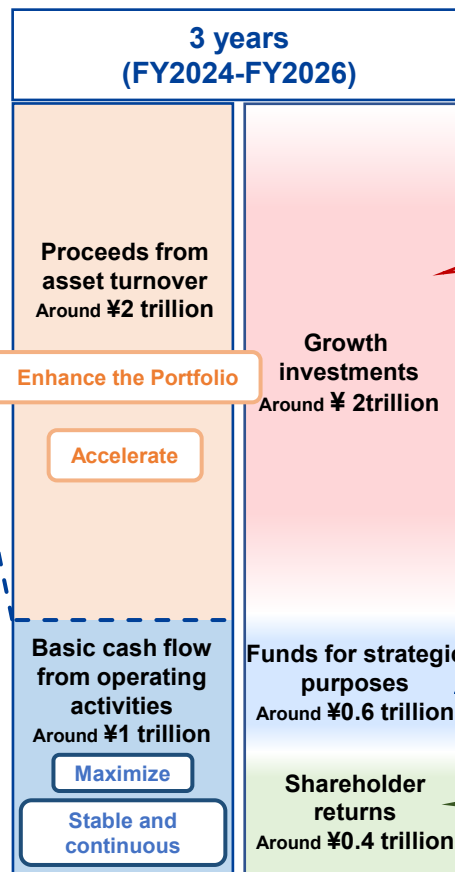 3 years
(FY2024-FY2026)
Proceeds from
asset turnover
Around ¥2 trillion
Enhance the Portfolio
Accelerate
Basic cash flow
from operating
activities
Around ¥1 trillion
Maximize
Stable and
continuous
Growth
investments
Around ¥ 2trillion
Funds for strategic
purposes
Around ¥0.6 trillion
Shareholder
returns
Around ¥0.4 trillion